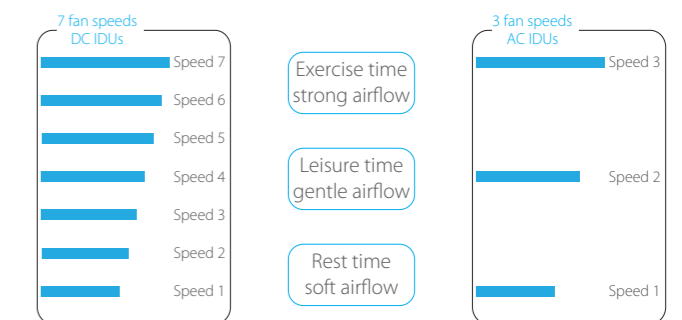 7 fan speeds
DC IDUs
Speed 7
Speed 6
Speed 5
Speed 4
Speed 3
Speed 2
Speed 1
Exercise time
strong airflow
Leisure time
gentle airflow
Rest time
soft airflow
3 fan speeds
AC IDUs
Speed 3
Speed 2
Speed 1